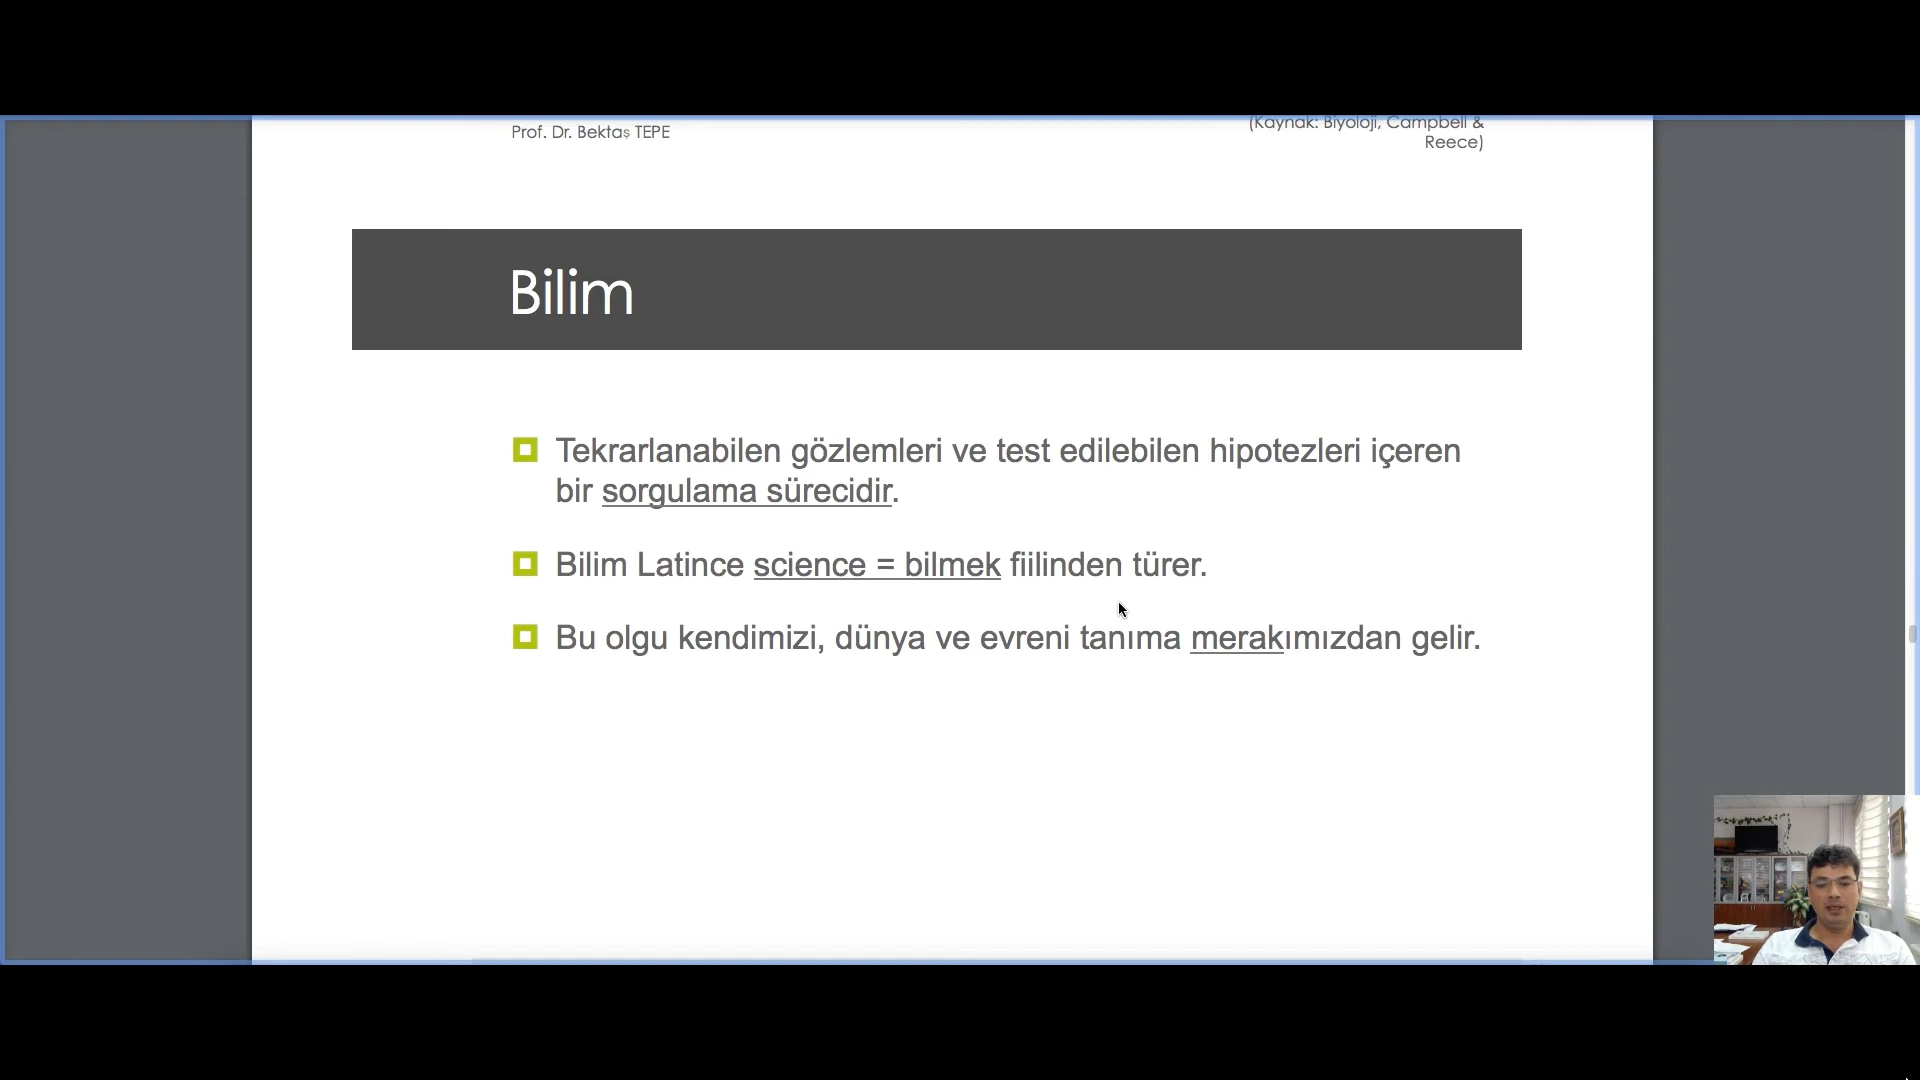 Prof. Dr. Bektaş TEPE
(Kaynak: Biyoloji, Campbell &
Reece)
Bilim
Tekrarlanabilen gözlemleri ve test edilebilen hipotezleri içeren
bir sorgulama sürecidir.
Bilim Latince science = bilmek fiilinden türer.
Bu olgu kendimizi, dünya ve evreni tanıma merakımızdan gelir.